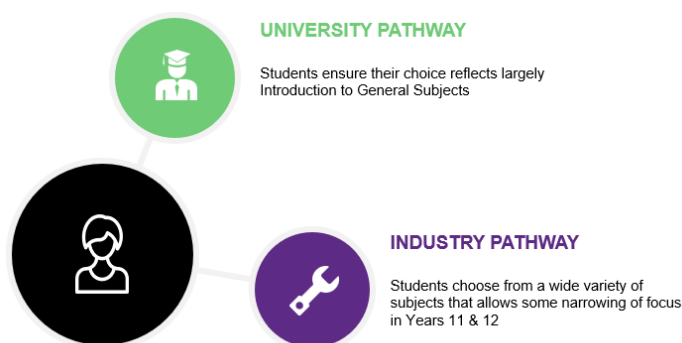 UNIVERSITY PATHWAY
Students ensure their choice reflects largely
Introduction to General Subjects
INDUSTRY PATHWAY
Students choose from a wide variety of
subjects that allows some narrowing of focus
in Years 11 & 12